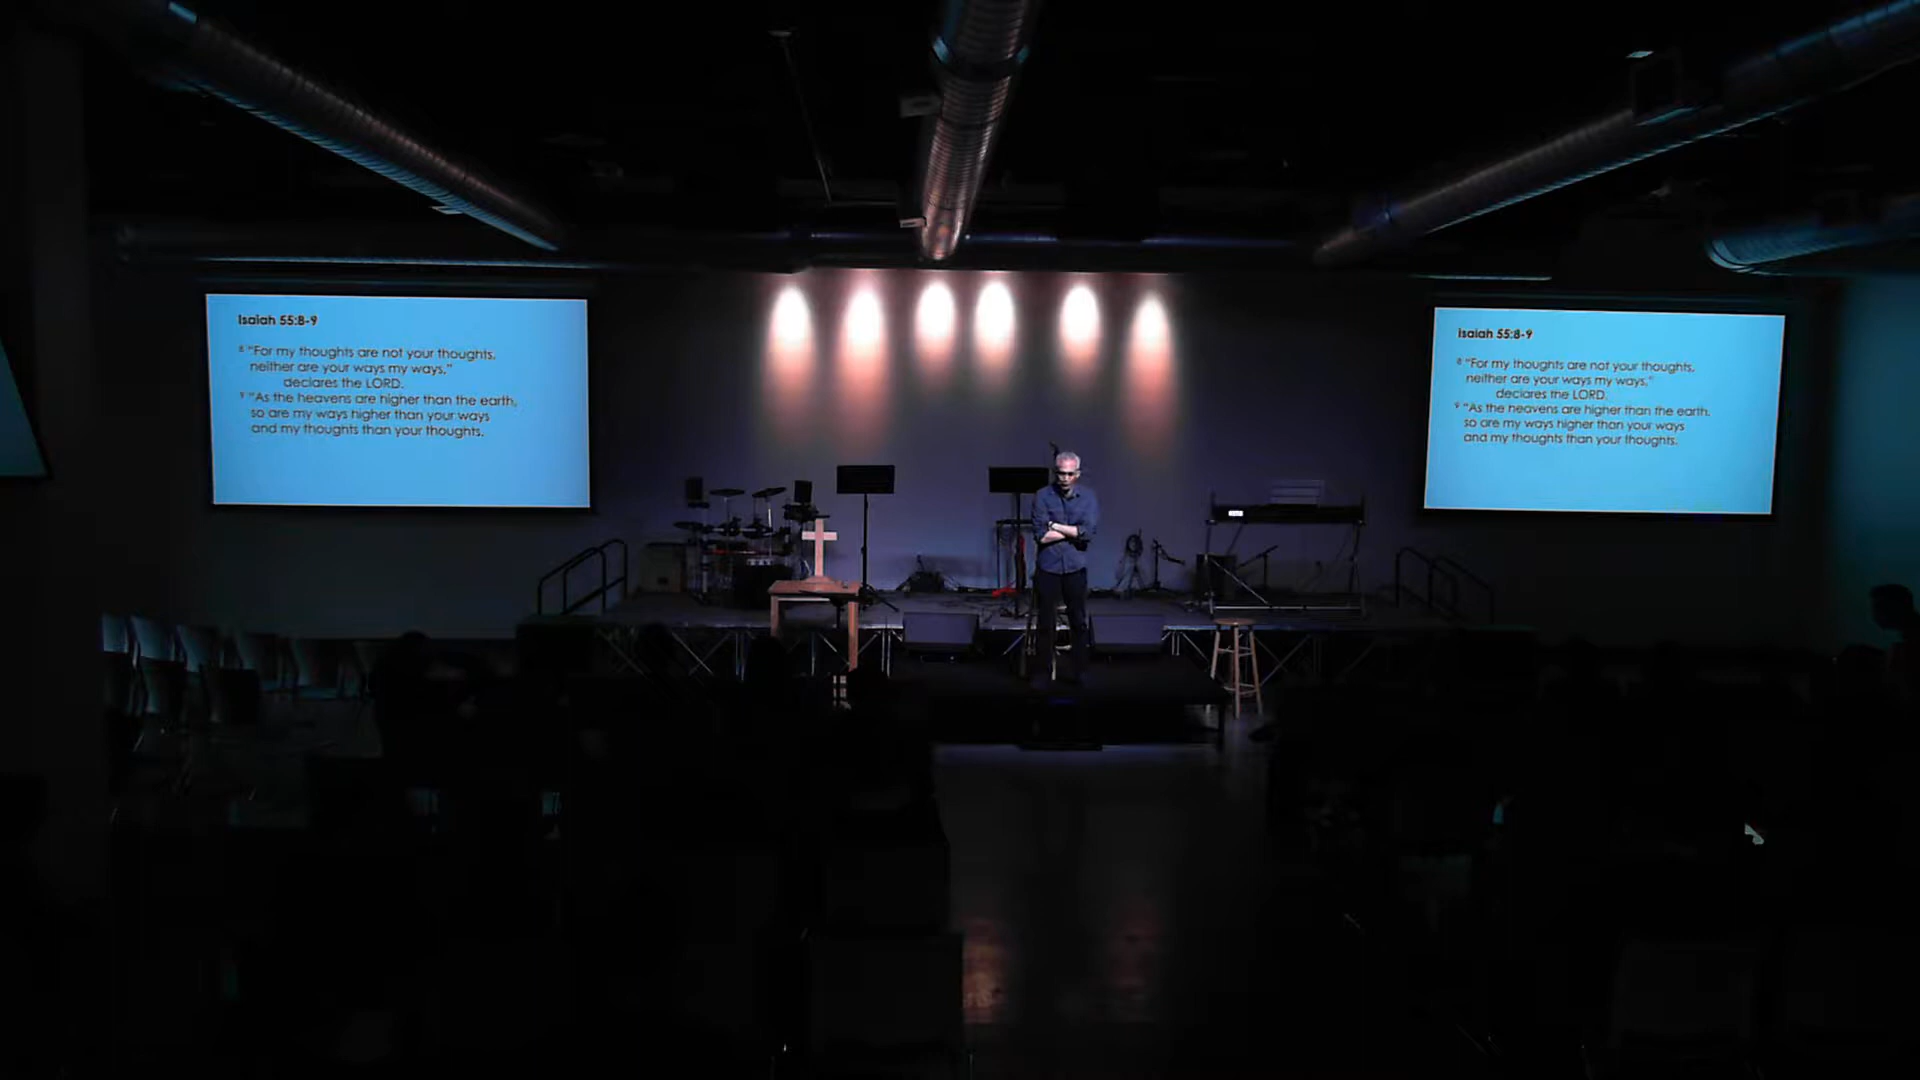 Isaiah 55:8-9
8 "For my thoughts are not your thoughts,
neither are your ways my ways,"
declares the LORD.
9 "As the heavens are higher than the earth,
so are my ways higher than your ways
and my thoughts than your thoughts.
Isaiah 55:8-9
8 "For my thoughts are not your thoughts,
neither are your ways my ways,"
declares the LORD.
9 "As the heavens are higher than the earth,
so are my ways higher than your ways
and my thoughts than your thoughts.